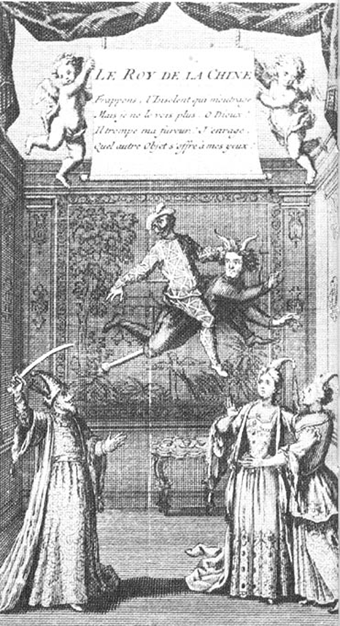 LE ROY DE LA CHINE
Frappons, l'Insolent qui m'outrage
Mais je ne le vois plus. O Dieux!
Il trompe ma fureur. J'enrage.
Quel autre Objet s'offre à mes yeux!